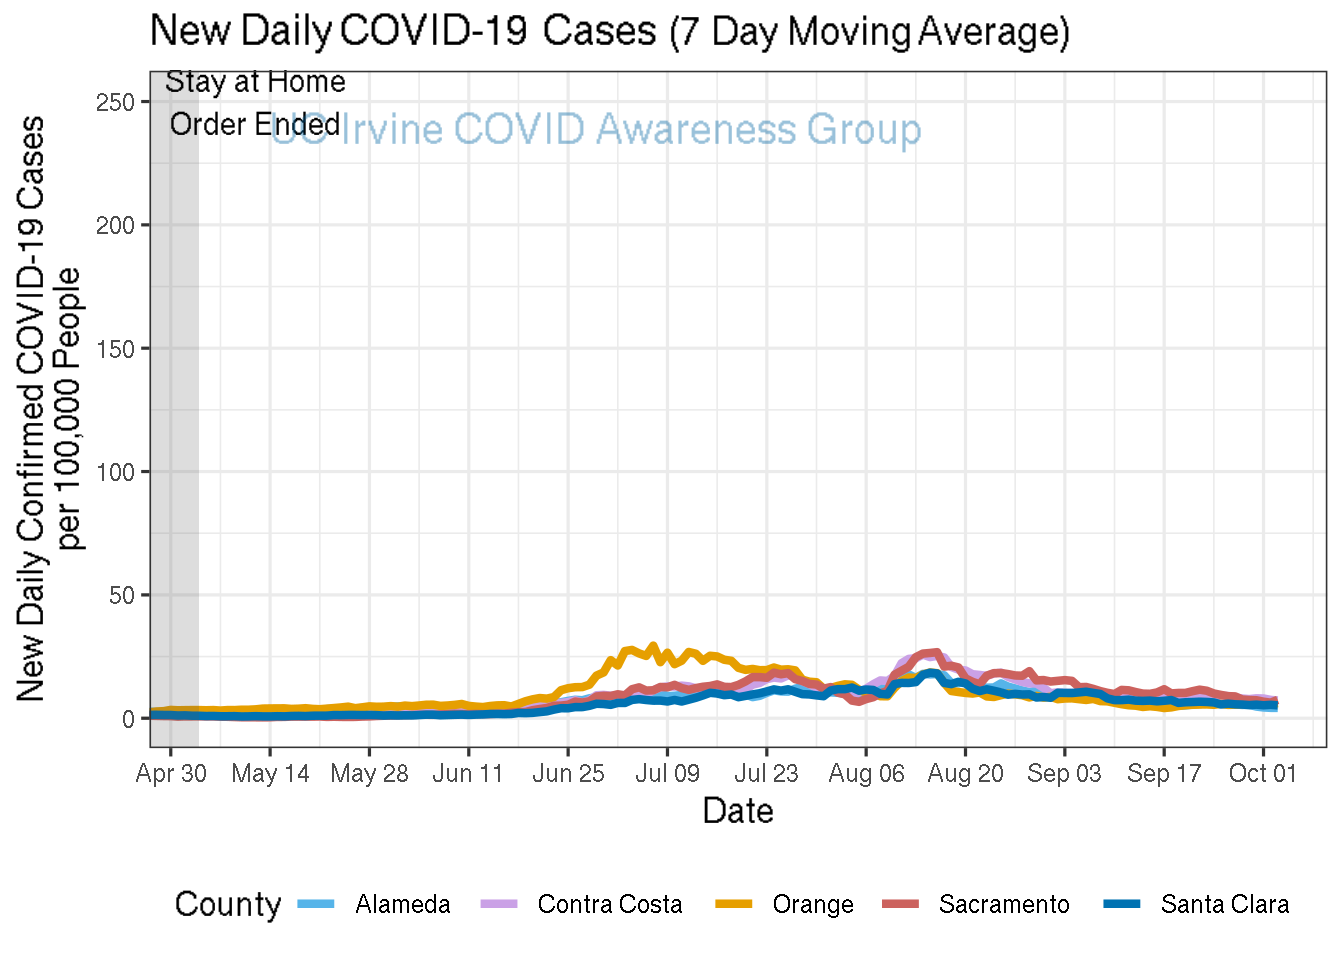 New Daily COVID-19 Cases (7 Day Moving Average)
Stay at Home
Order Ended
UC Irvine COVID Awareness Group
New Daily Confirmed COVID-19 Cases
per 100,000 People
250
200
150
100
50
0
Apr 30 May 14 May 28 Jun 11 Jun 25 Jul 09 Jul 23 Aug 06 Aug 20 Sep 03 Sep 17 Oct 01
Date
County Alameda Contra Costa Orange Sacramento Santa Clara